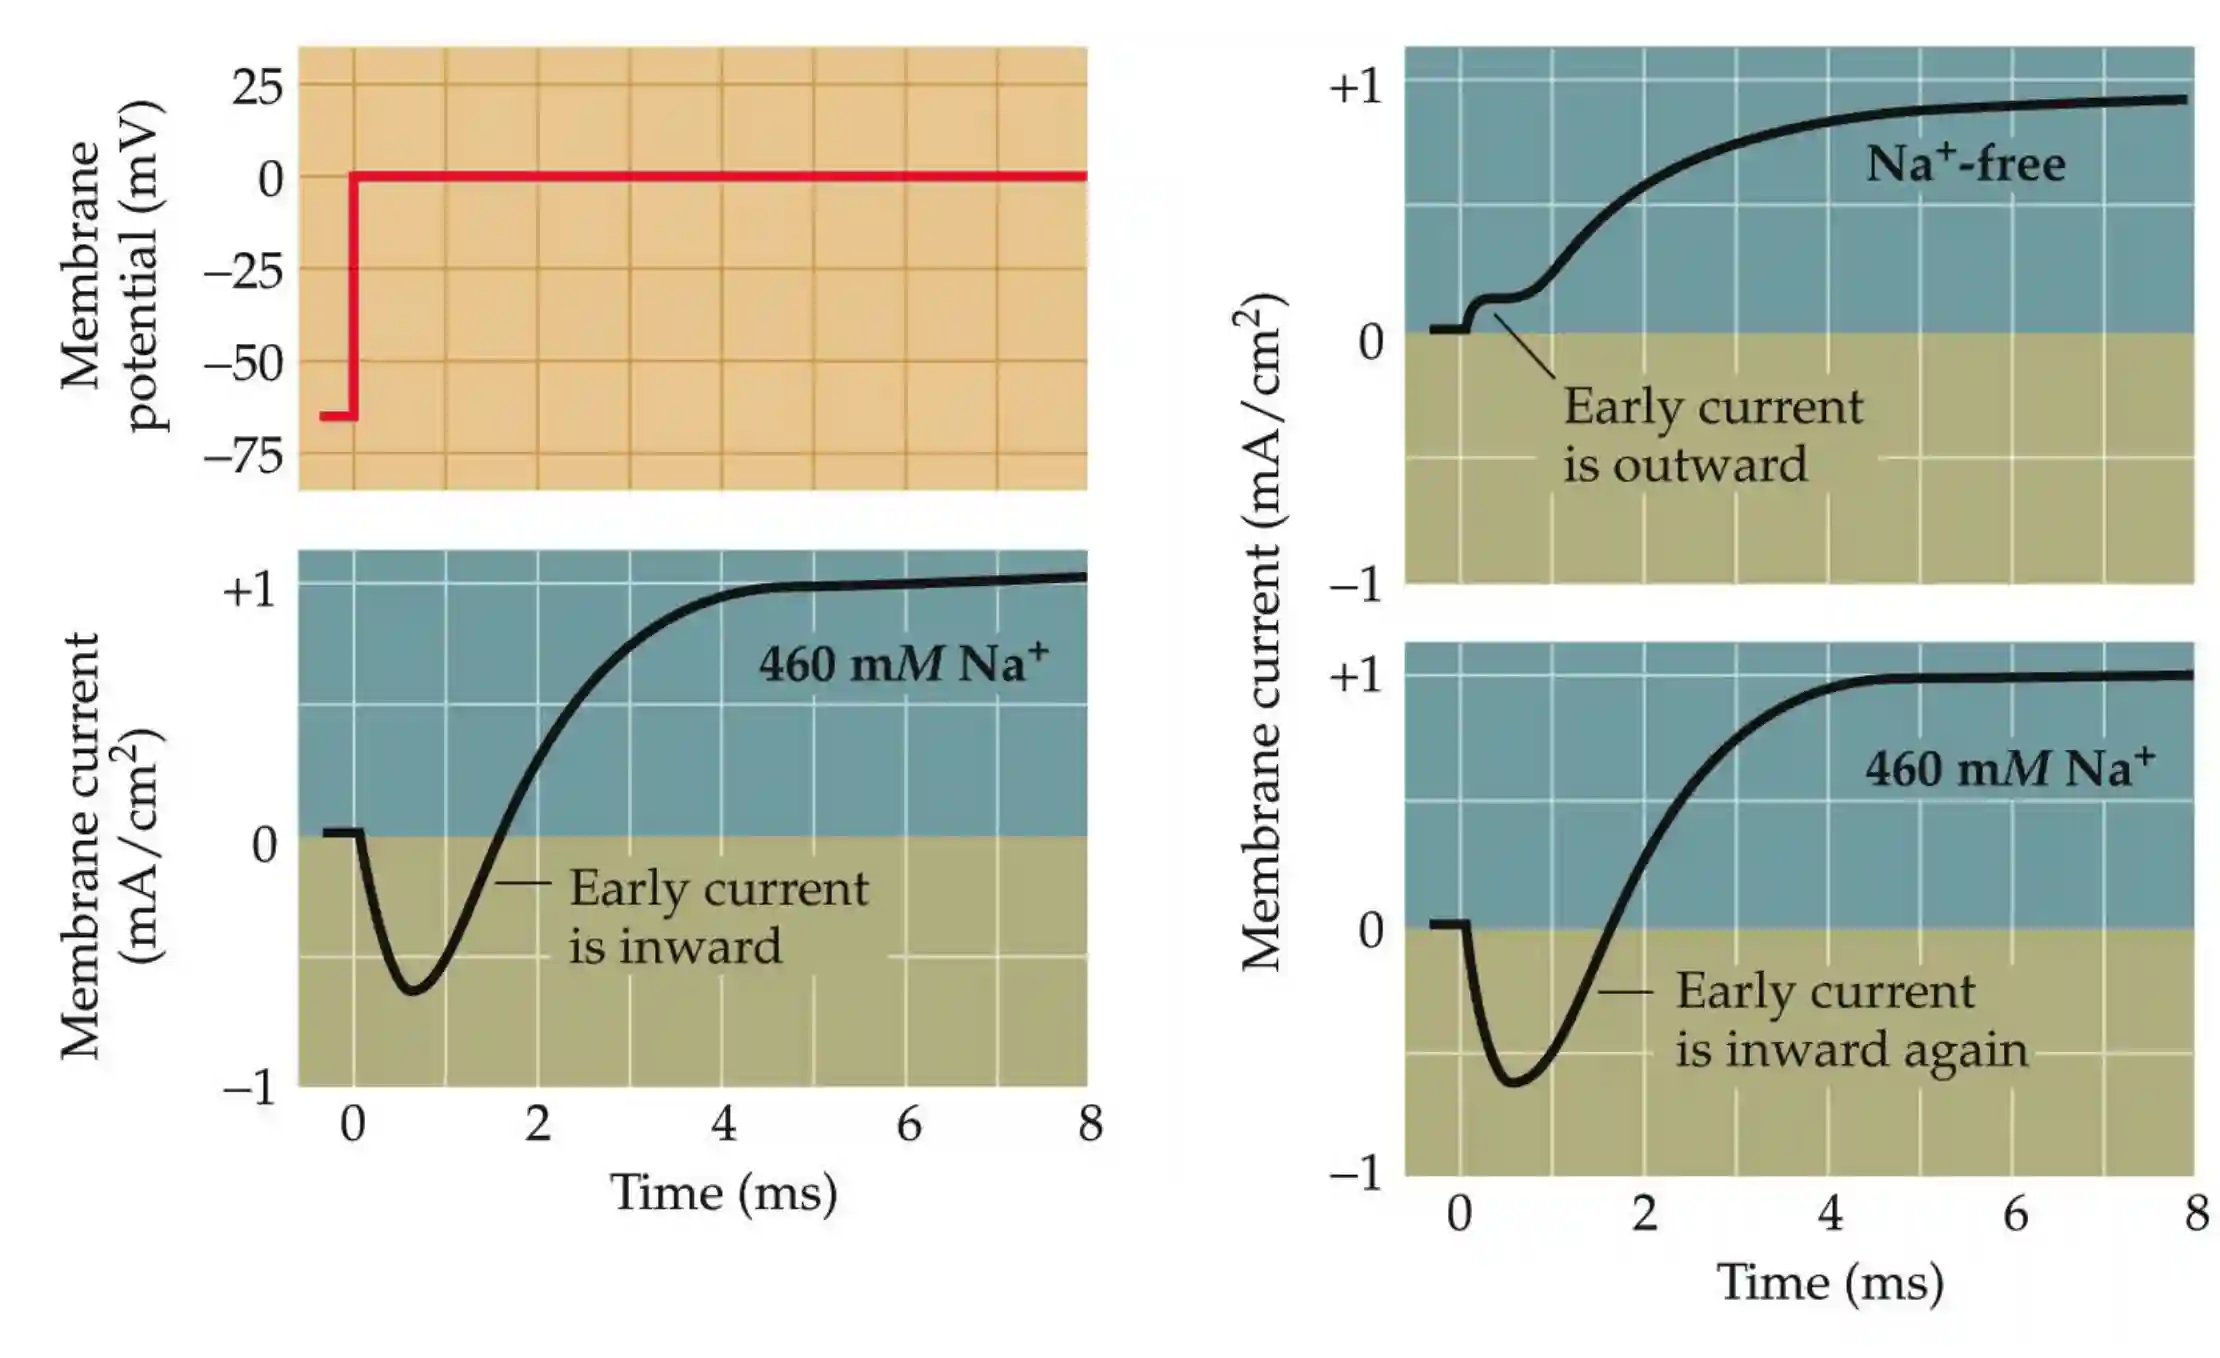 Membrane
potential (mV)
25
0
−25
−50
−75
Membrane current
(mA/cm²)
+1
0
−1
460 mM Na⁺
Early current
is inward
0 2 4 6 8
Time (ms)
Membrane current (mA/cm²)
+1
0
−1
Na⁺-free
Early current
is outward
+1
0
−1
460 mM Na⁺
Early current
is inward again
0 2 4 6 8
Time (ms)